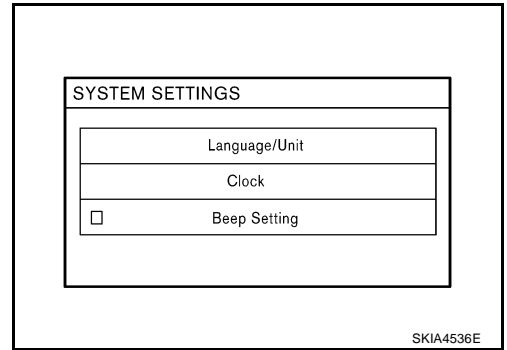 SYSTEM SETTINGS
Language/Unit
Clock
Beep Setting
SKIA4536E